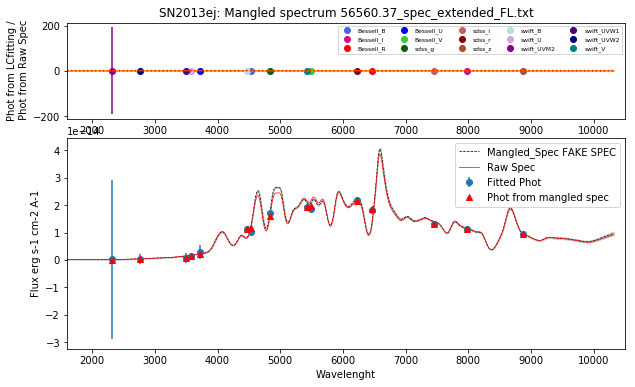 SN2013ej: Mangled spectrum 56560.37_spec_extended_FL.txt
Phot from LCfitting /
Phot from Raw Spec
200
0
−200
Bessell_B Bessell_U sdss_i swift_B swift_UVW1
Bessell_I Bessell_V sdss_r swift_U swift_UVW2
Bessell_R sdss_g sdss_z swift_UVM2 swift_V
2000 3000 4000 5000 6000 7000 8000 9000 10000
1e−14
Flux erg s-1 cm-2 A-1
4
3
2
1
0
−1
−2
−3
Mangled_Spec FAKE SPEC
Raw Spec
Fitted Phot
Phot from mangled spec
2000 3000 4000 5000 6000 7000 8000 9000 10000
Wavelenght